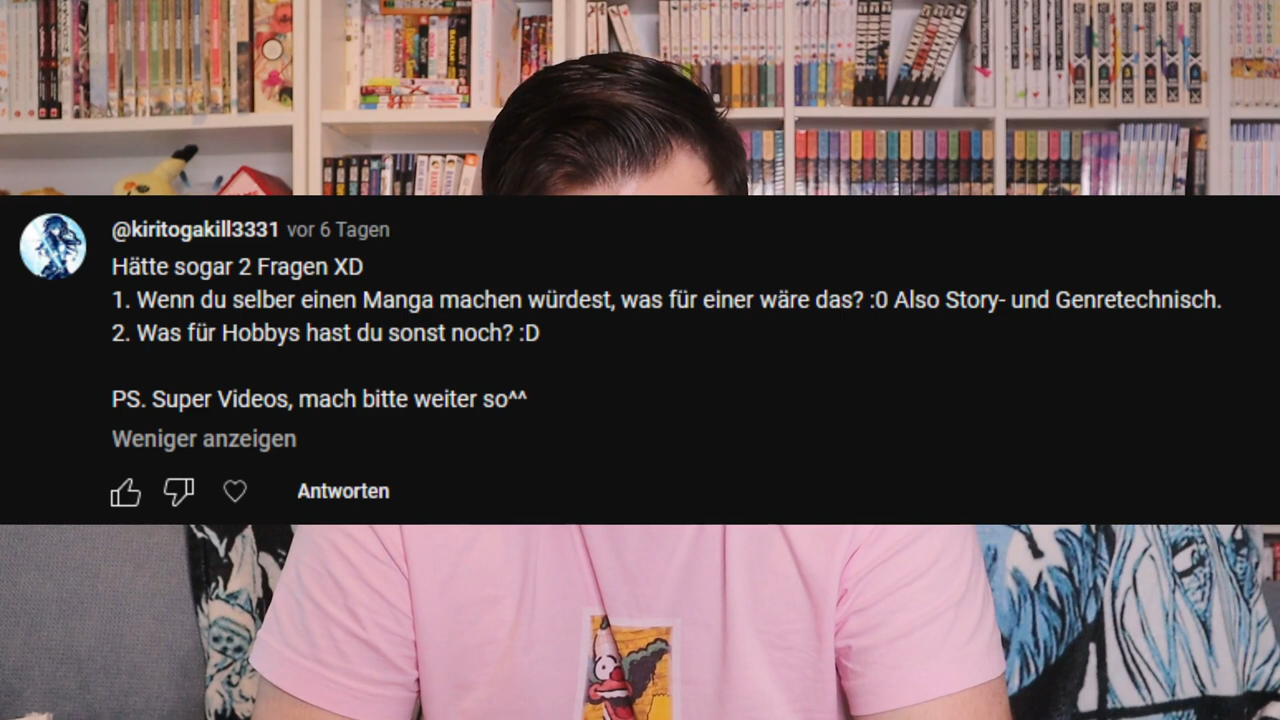 @kiritogakill3331 vor 6 Tagen
Hätte sogar 2 Fragen XD
1. Wenn du selber einen Manga machen würdest, was für einer wäre das? :0 Also Story- und Genretechnisch.
2. Was für Hobbys hast du sonst noch? :D
PS. Super Videos, mach bitte weiter so^^
Weniger anzeigen
Antworten